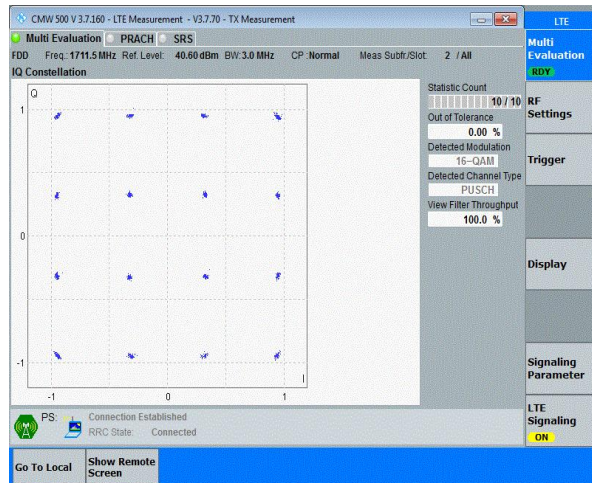 CMW 500 V 3.7.160 - LTE Measurement - V3.7.70 - TX Measurement
LTE
Multi Evaluation PRACH SRS
Multi
Evaluation
RDY
FDD Freq.: 1711.5 MHz Ref. Level: 40.60 dBm BW: 3.0 MHz CP :Normal Meas Subfr./Slot: 2 / All
IQ Constellation
Q
1
0
-1
-1 0 1
I
Statistic Count
10 / 10
Out of Tolerance
0.00 %
Detected Modulation
16-QAM
Detected Channel Type
PUSCH
View Filter Throughput
100.0 %
RF
Settings
Trigger
Display
Signaling
Parameter
LTE
Signaling
ON
PS: Connection Established
RRC State: Connected
Go To Local
Show Remote
Screen